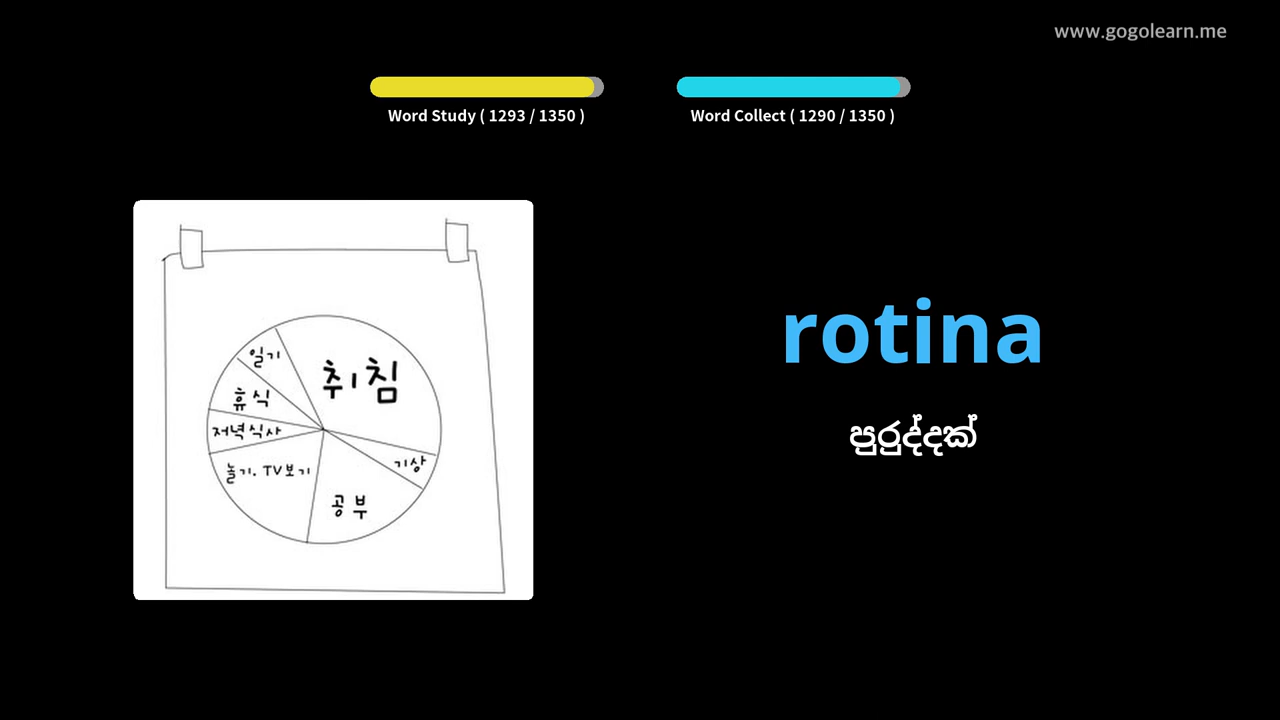 www.gogolearn.me
Word Study ( 1293 / 1350 )
Word Collect ( 1290 / 1350 )
일기
취침
휴식
저녁식사
놀기. TV보기
기상
공부
rotina
පුරුද්දක්